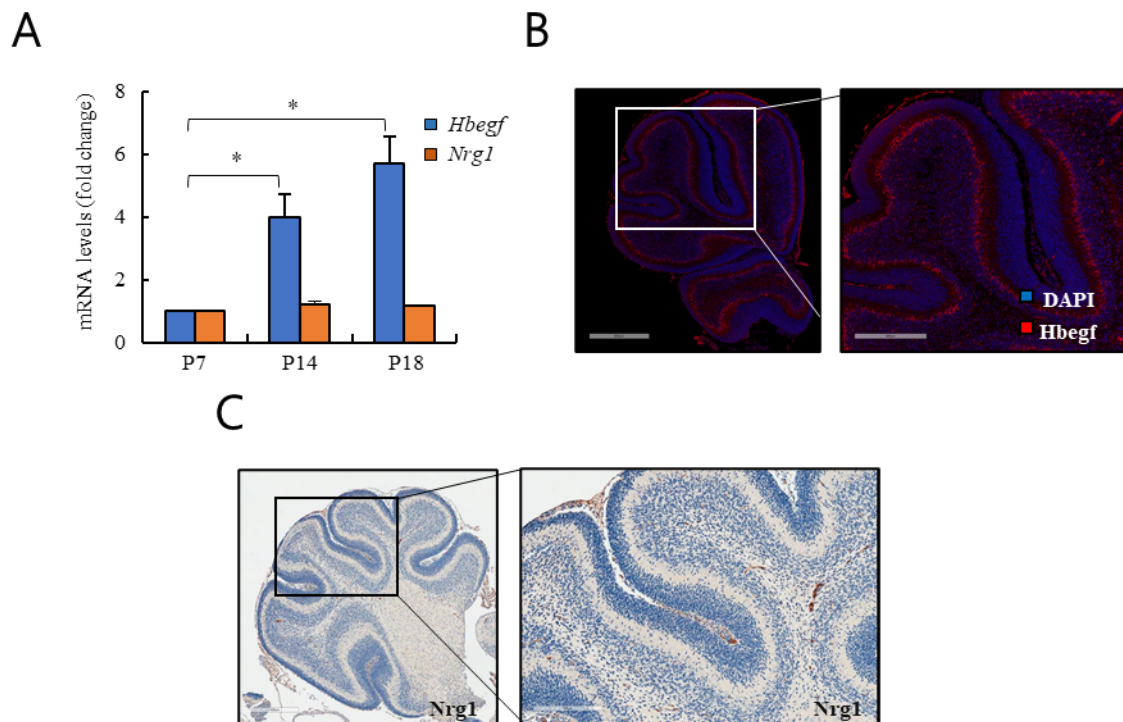 A
mRNA levels (fold change)
8
6
4
2
0
*
*
Hbegf
Nrg1
P7
P14
P18
B
DAPI
Hbegf
C
Nrg1
Nrg1